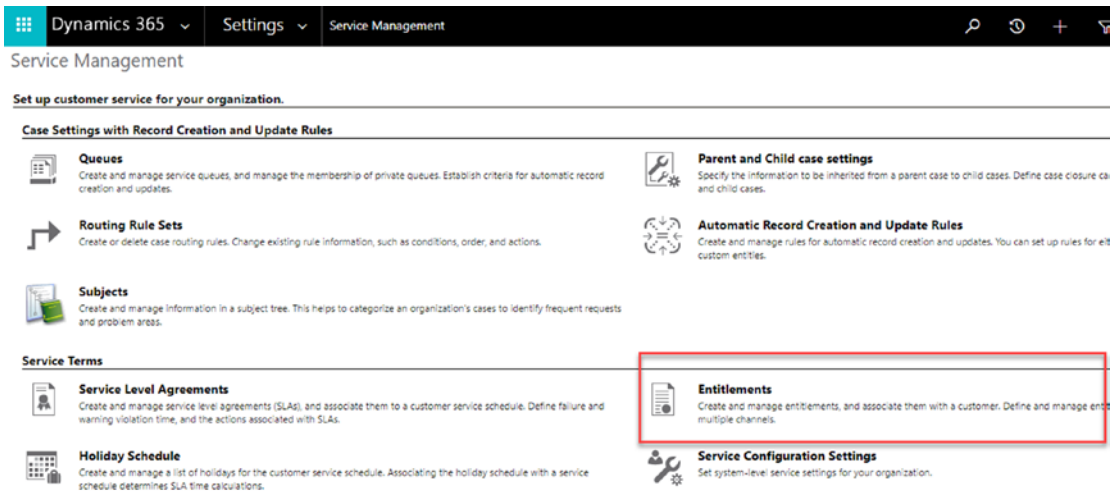 Dynamics 365
Settings
Service Management
Service Management
Set up customer service for your organization.
Case Settings with Record Creation and Update Rules
Queues
Create and manage service queues, and manage the membership of private queues. Establish criteria for automatic record
creation and updates.
Parent and Child case settings
Specify the information to be inherited from a parent case to child cases. Define case closure ca
and child cases.
Routing Rule Sets
Create or delete case routing rules. Change existing rule information, such as conditions, order, and actions.
Automatic Record Creation and Update Rules
Create and manage rules for automatic record creation and updates. You can set up rules for eit
custom entities.
Subjects
Create and manage information in a subject tree. This helps to categorize an organization's cases to identify frequent requests
and problem areas.
Service Terms
Service Level Agreements
Create and manage service level agreements (SLAs), and associate them to a customer service schedule. Define failure and
warning violation time, and the actions associated with SLAs.
Entitlements
Create and manage entitlements, and associate them with a customer. Define and manage entit
multiple channels.
Holiday Schedule
Create and manage a list of holidays for the customer service schedule. Associating the holiday schedule with a service
schedule determines SLA time calculations.
Service Configuration Settings
Set system-level service settings for your organization.